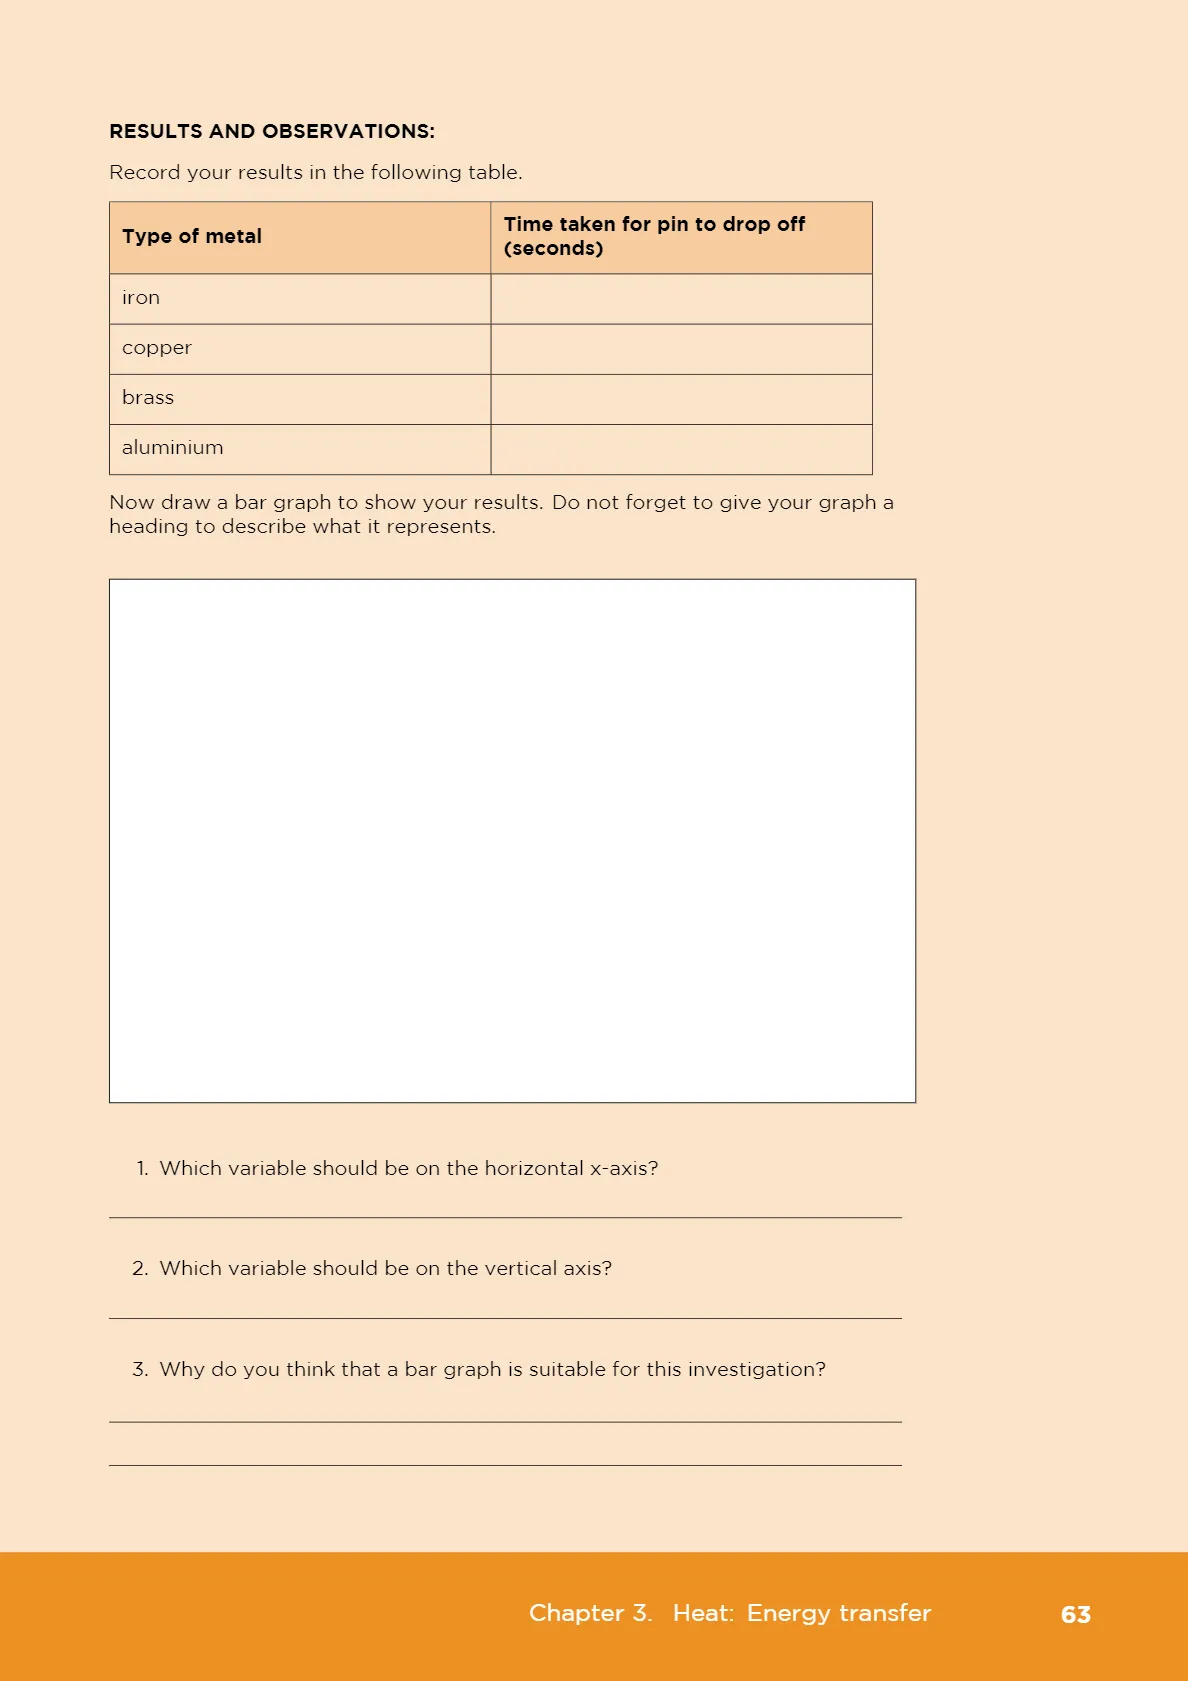 RESULTS AND OBSERVATIONS:
Record your results in the following table.
Type of metal
Time taken for pin to drop off
(seconds)
iron
copper
brass
aluminium
Now draw a bar graph to show your results. Do not forget to give your graph a
heading to describe what it represents.
1. Which variable should be on the horizontal x-axis?
2. Which variable should be on the vertical axis?
3. Why do you think that a bar graph is suitable for this investigation?
Chapter 3. Heat: Energy transfer 63